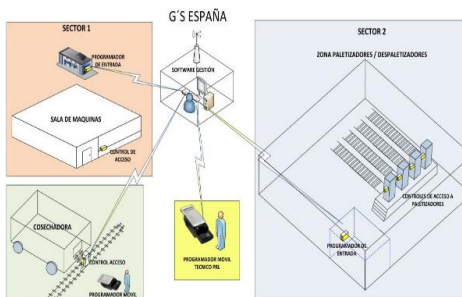 G´S ESPAÑA
SECTOR 1
PROGRAMADOR
DE ENTRADA
SALA DE MAQUINAS
CONTROL DE
ACCESO
SOFTWARE GESTIÓN
SECTOR 2
ZONA PALETIZADORES / DESPALETIZADORES
CONTROLES DE ACCESO A
PALETIZADORES
PROGRAMADOR DE
ENTRADA
COSECHADORA
CONTROL ACCESO
PROGRAMADOR MOVIL
PROGRAMADOR MOVIL
TECNICO PRL